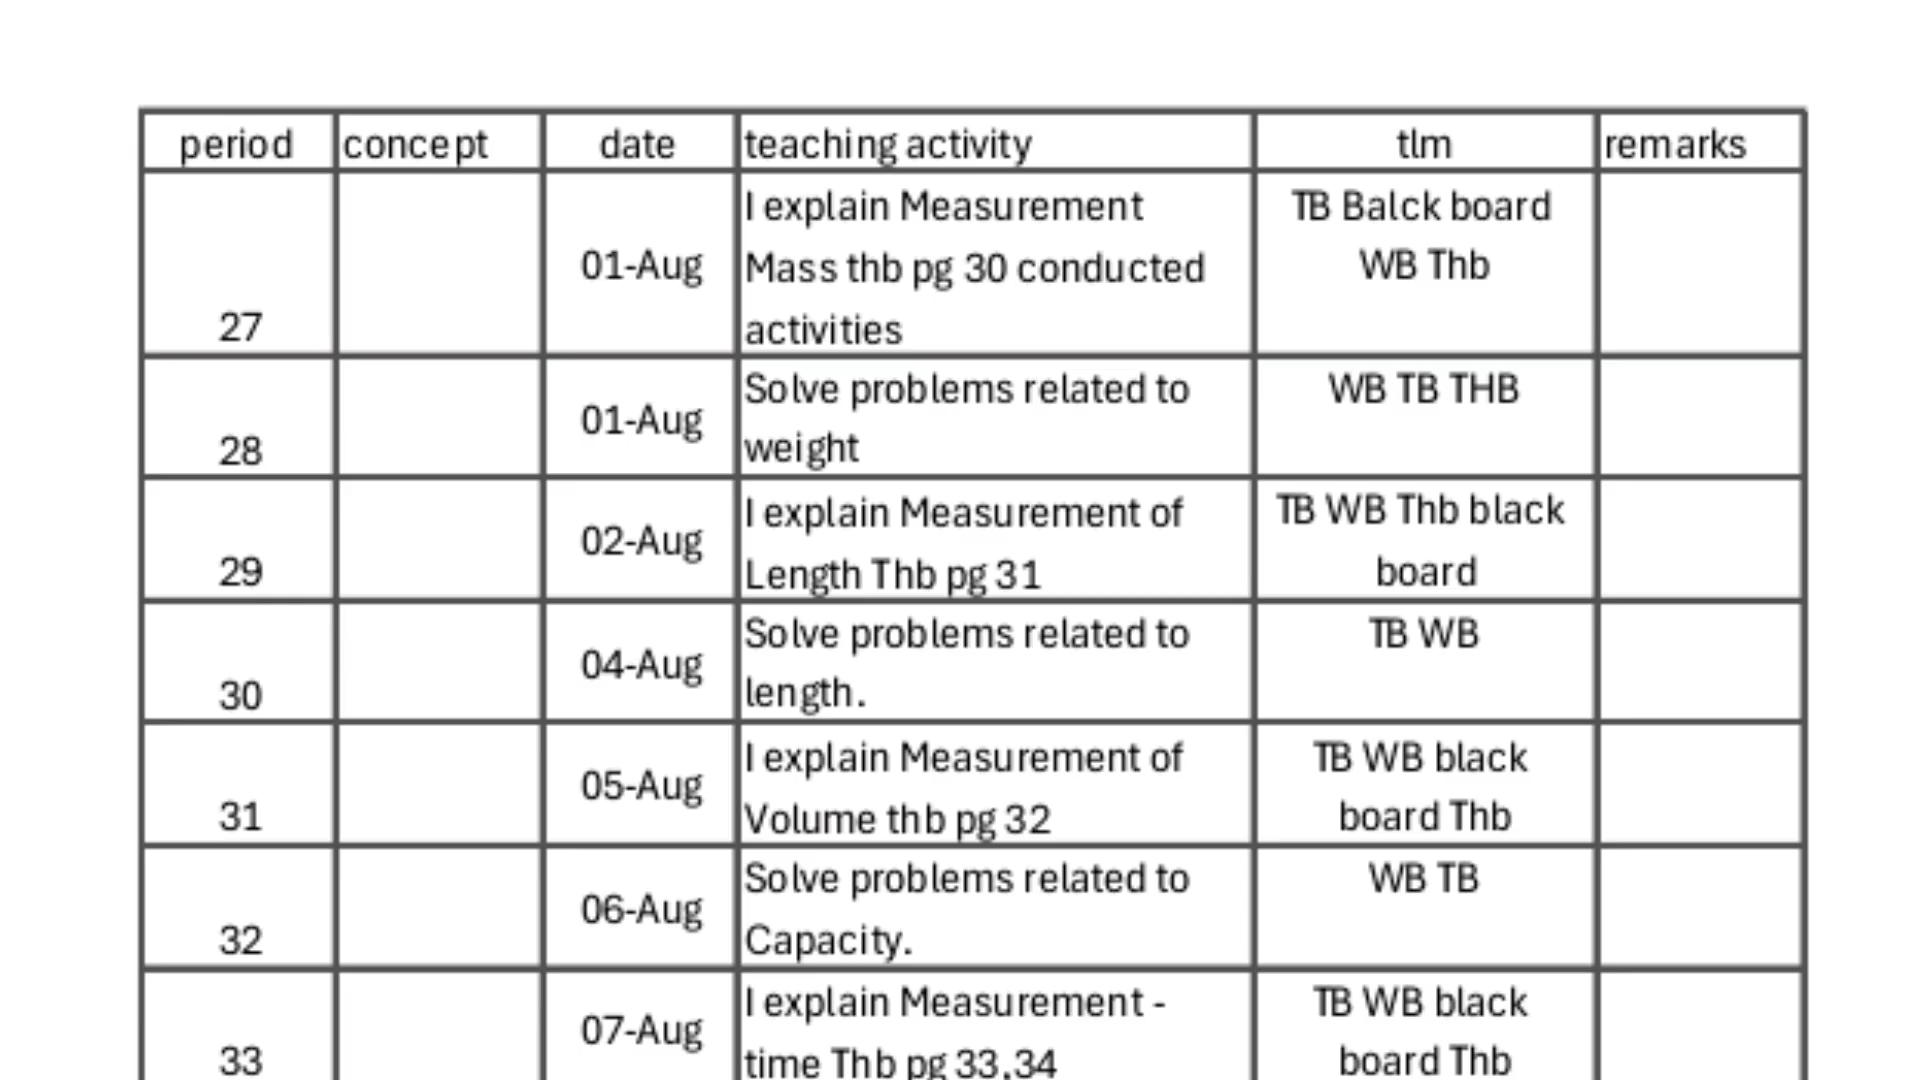 period concept date teaching activity tlm remarks
I explain Measurement TB Balck board
01-Aug Mass thb pg 30 conducted WB Thb
27 activities
Solve problems related to WB TB THB
01-Aug
28 weight
I explain Measurement of TB WB Thb black
02-Aug
29 Length Thb pg 31 board
Solve problems related to TB WB
04-Aug
30 length.
I explain Measurement of TB WB black
05-Aug
31 Volume thb pg 32 board Thb
Solve problems related to WB TB
06-Aug
32 Capacity.
I explain Measurement - TB WB black
07-Aug
33 time Thb pg 33,34 board Thb